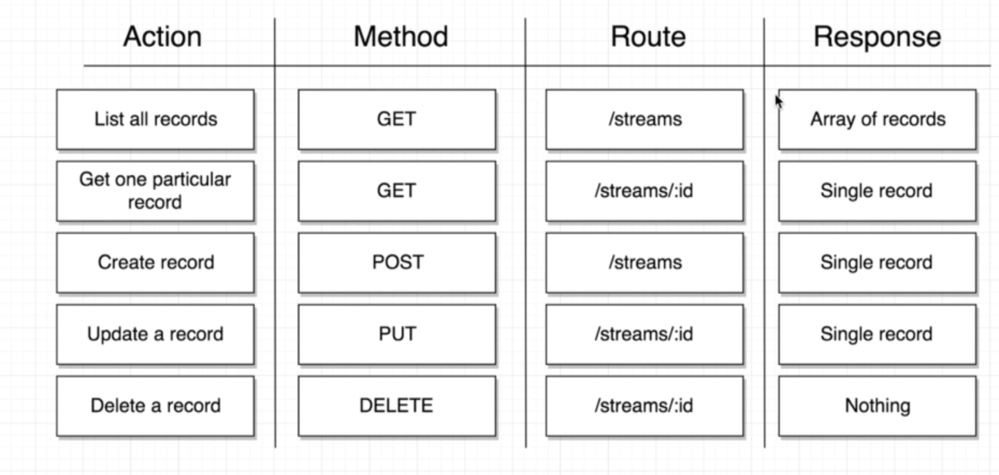 Action Method Route Response
List all records GET /streams Array of records
Get one particular
record GET /streams/:id Single record
Create record POST /streams Single record
Update a record PUT /streams/:id Single record
Delete a record DELETE /streams/:id Nothing